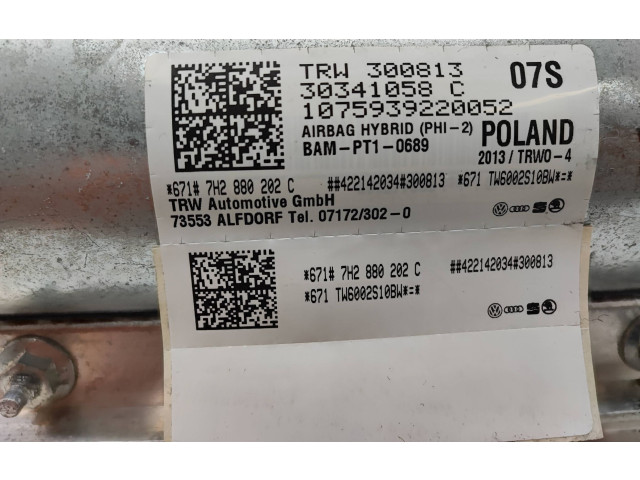 TRW 300813 07S
30341058 C
1075939220052
AIRBAG HYBRID (PHI-2) POLAND
BAM-PT1-0689 2013 / TRWO-4
*671# 7H2 880 202 C ##422142034#300813 *671 TW6002S10BW*=*
TRW Automotive GmbH
73553 ALFDORF Tel. 07172/302-0
*671# 7H2 880 202 C ##422142034#300813
*671 TW6002S10BW*=*